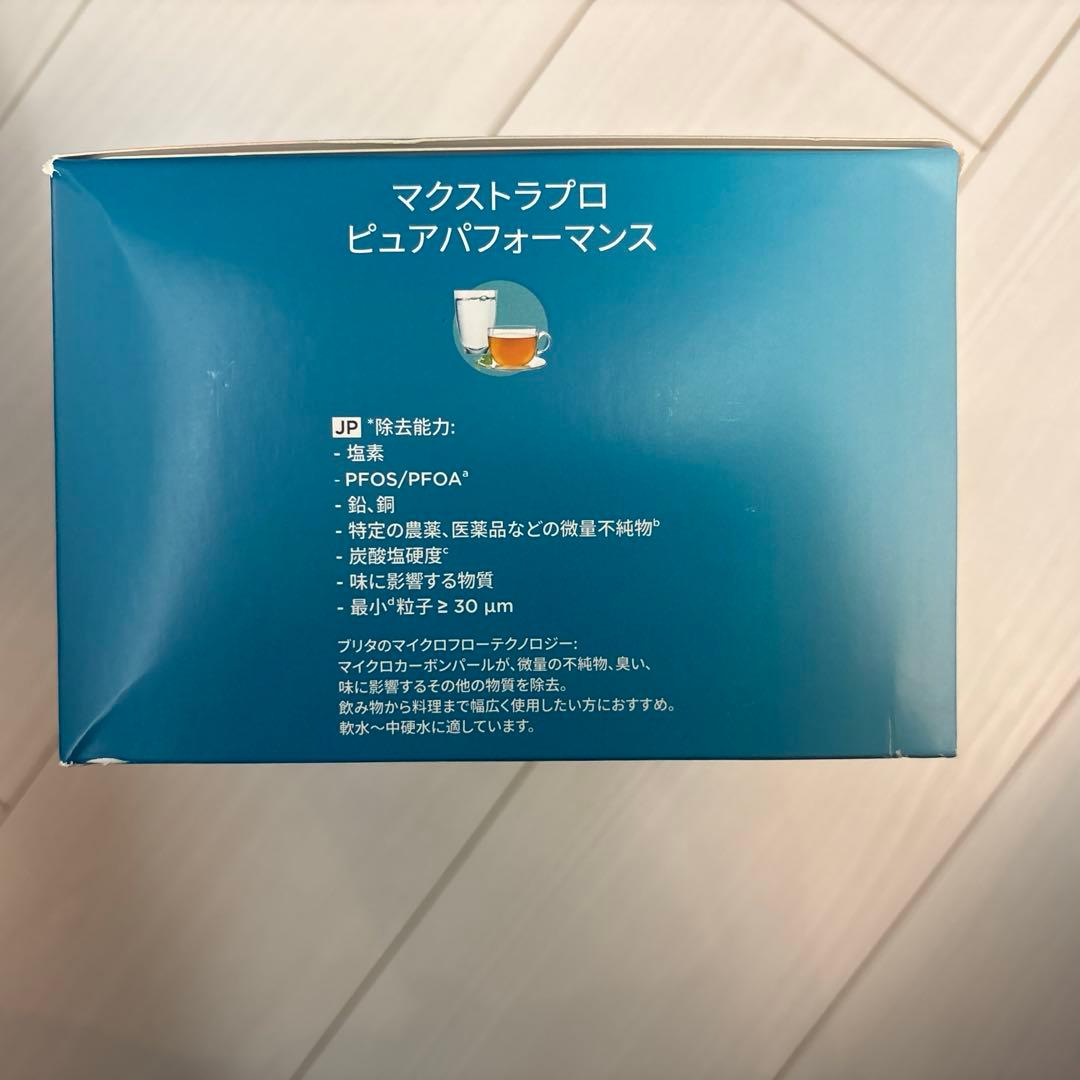 マクストラプロ
ピュアパフォーマンス
JP *除去能力:
- 塩素
- PFOS/PFOAᵃ
- 鉛、銅
- 特定の農薬、医薬品などの微量不純物ᵇ
- 炭酸塩硬度ᶜ
- 味に影響する物質
- 最小ᵈ粒子 ≥ 30 µm
ブリタのマイクロフローテクノロジー:
マイクロカーボンパールが、微量の不純物、臭い、
味に影響するその他の物質を除去。
飲み物から料理まで幅広く使用したい方におすすめ。
軟水～中硬水に適しています。